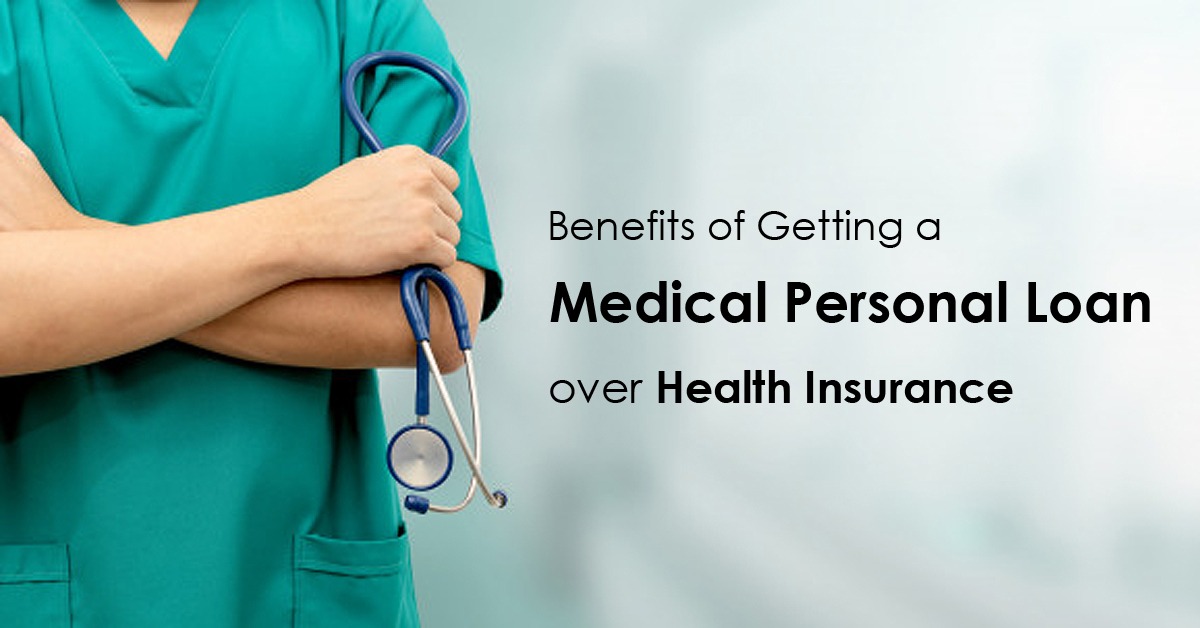 Benefits of Getting a
Medical Personal Loan
over Health Insurance